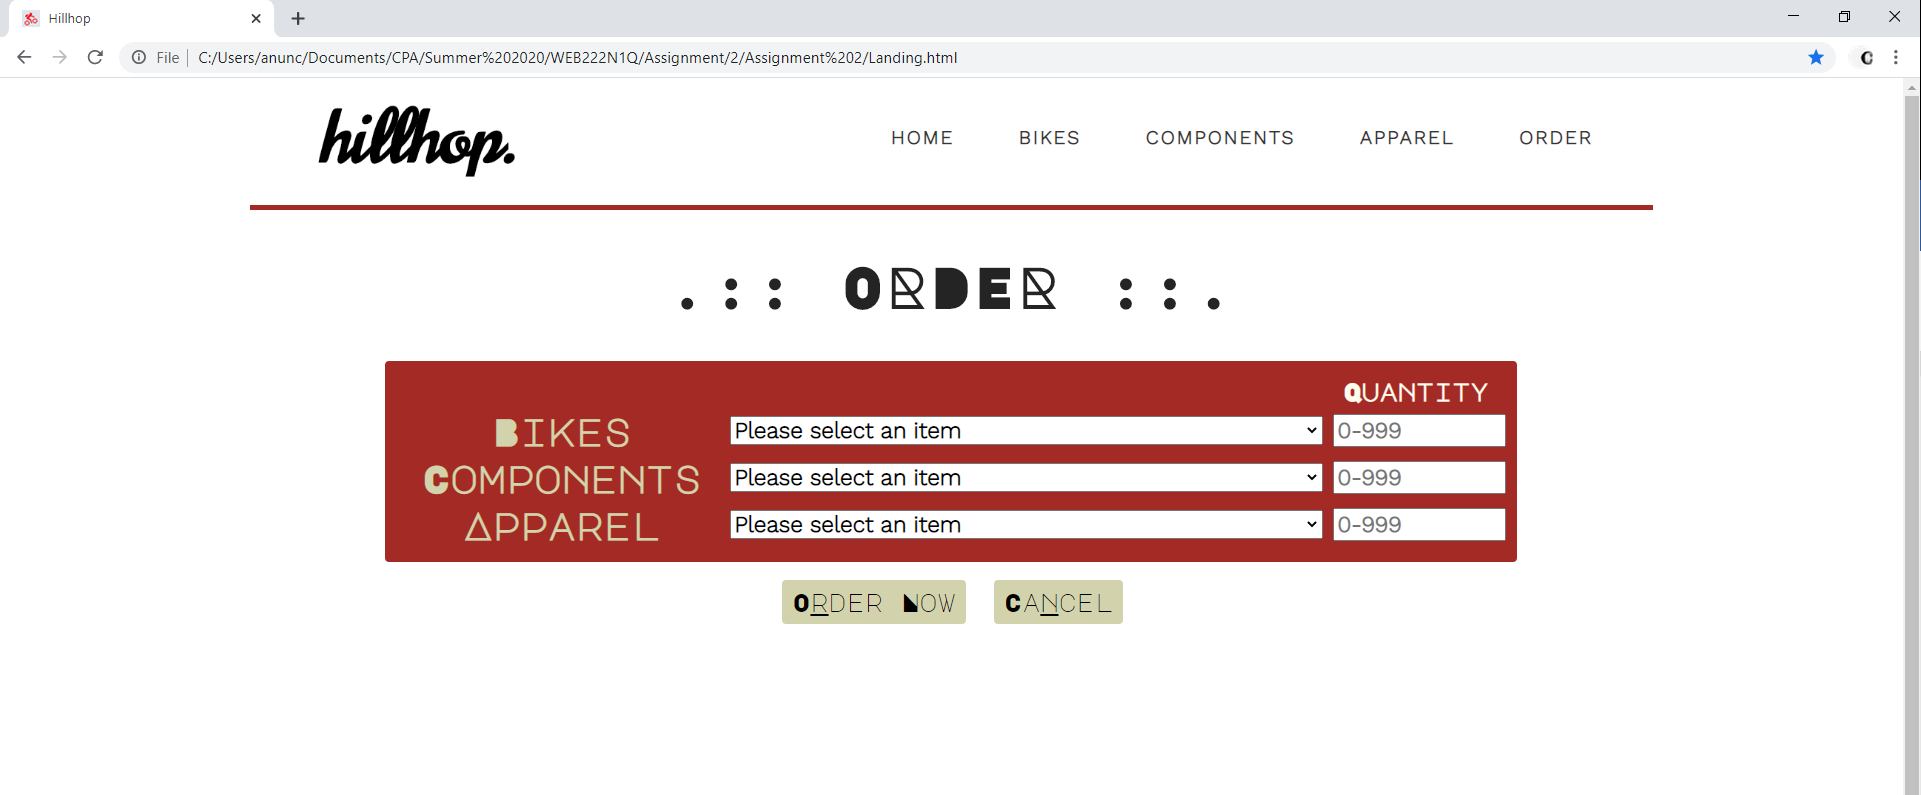 Hillhop
File C:/Users/anunc/Documents/CPA/Summer%202020/WEB222N1Q/Assignment/2/Assignment%202/Landing.html
hillhop. HOME BIKES COMPONENTS APPAREL ORDER
.:: ORDER ::.
QUANTITY
BIKES Please select an item 0-999
COMPONENTS Please select an item 0-999
APPAREL Please select an item 0-999
ORDER NOW CANCEL